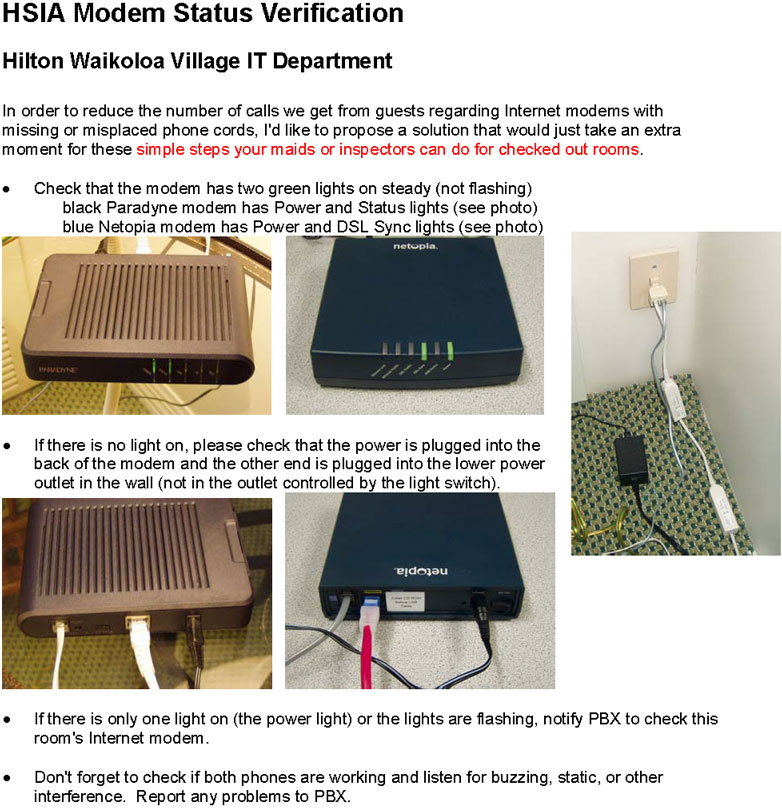 HSIA Modem Status Verification
Hilton Waikoloa Village IT Department
In order to reduce the number of calls we get from guests regarding Internet modems with
missing or misplaced phone cords, I'd like to propose a solution that would just take an extra
moment for these simple steps your maids or inspectors can do for checked out rooms.
● Check that the modem has two green lights on steady (not flashing)
black Paradyne modem has Power and Status lights (see photo)
blue Netopia modem has Power and DSL Sync lights (see photo)
PARADYNE
netopia.
● If there is no light on, please check that the power is plugged into the
back of the modem and the other end is plugged into the lower power
outlet in the wall (not in the outlet controlled by the light switch).
netopia.
● If there is only one light on (the power light) or the lights are flashing, notify PBX to check this
room's Internet modem.
● Don't forget to check if both phones are working and listen for buzzing, static, or other
interference.  Report any problems to PBX.